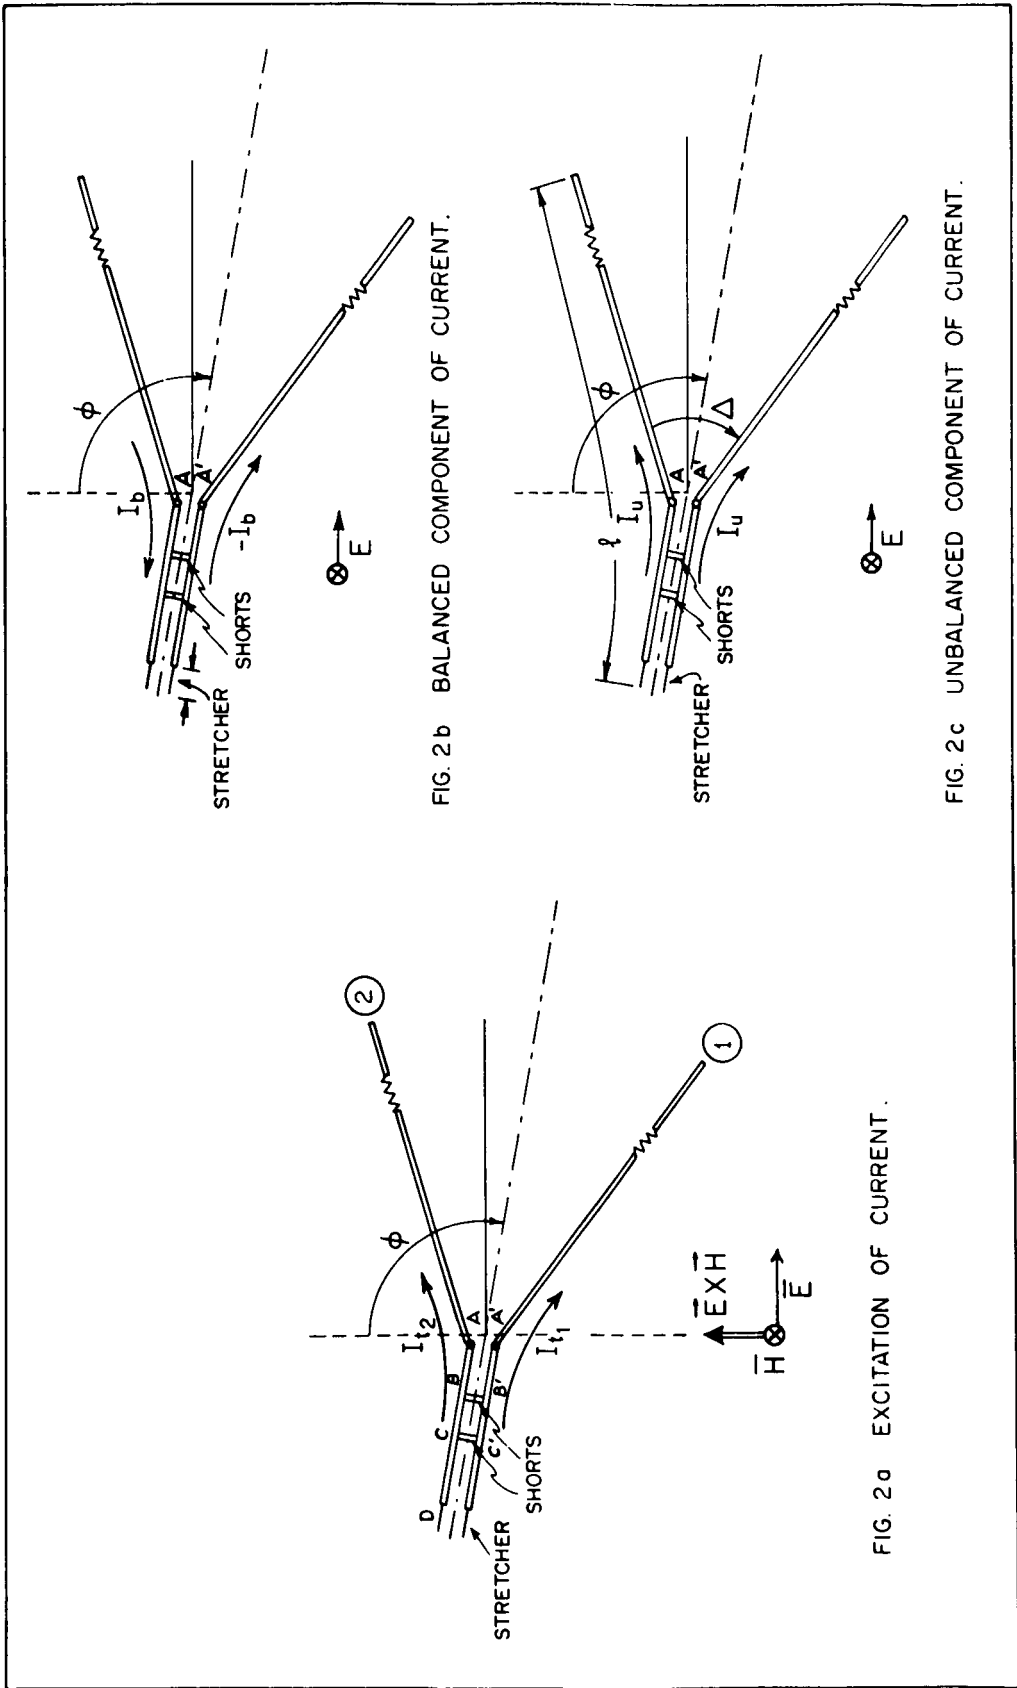 I_b
ϕ
A
A'
-I_b
SHORTS
STRETCHER
E
FIG. 2b BALANCED COMPONENT OF CURRENT.
ℓ
I_u
ϕ
A
A'
Δ
I_u
SHORTS
STRETCHER
E
FIG. 2c UNBALANCED COMPONENT OF CURRENT.
2
I_t2
ϕ
D
C
B
A
A'
B'
C'
I_t1
1
SHORTS
STRETCHER
E⃗XH⃗
H̅
E̅
FIG. 2a EXCITATION OF CURRENT.